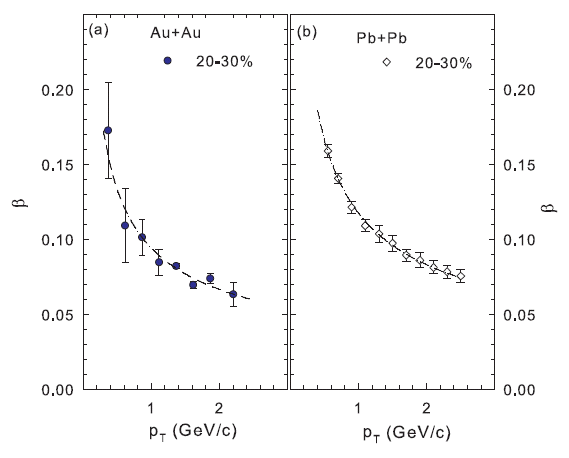 (a) Au+Au
20-30%
(b) Pb+Pb
20-30%
0.20 0.20
0.15 0.15
β β
0.10 0.10
0.05 0.05
0.00 0.00
1 2 1 2
p_T (GeV/c) p_T (GeV/c)